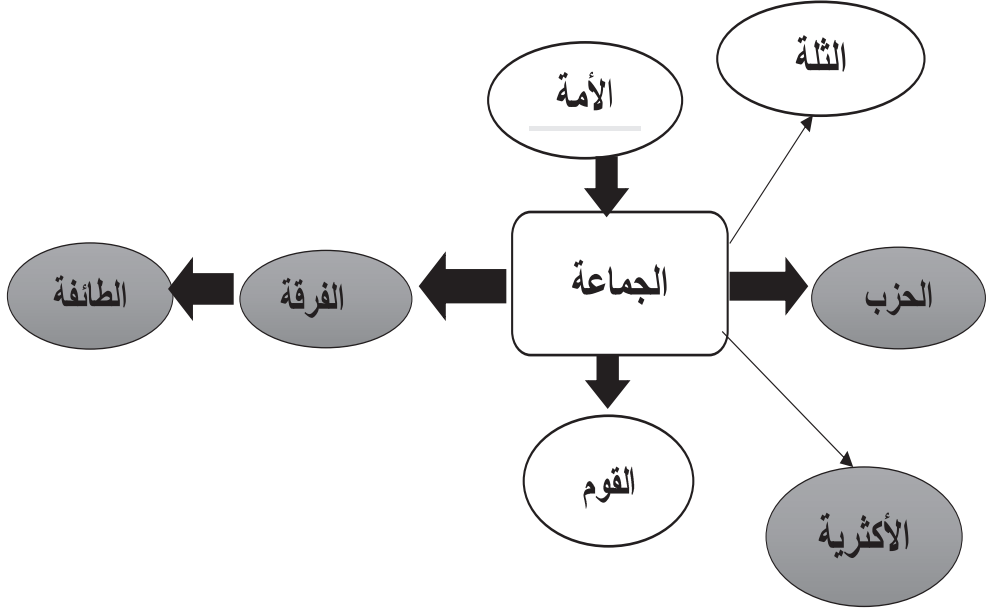 الثلة
الأمة
الجماعة
الحزب
الفرقة
الطائفة
القوم
الأكثرية